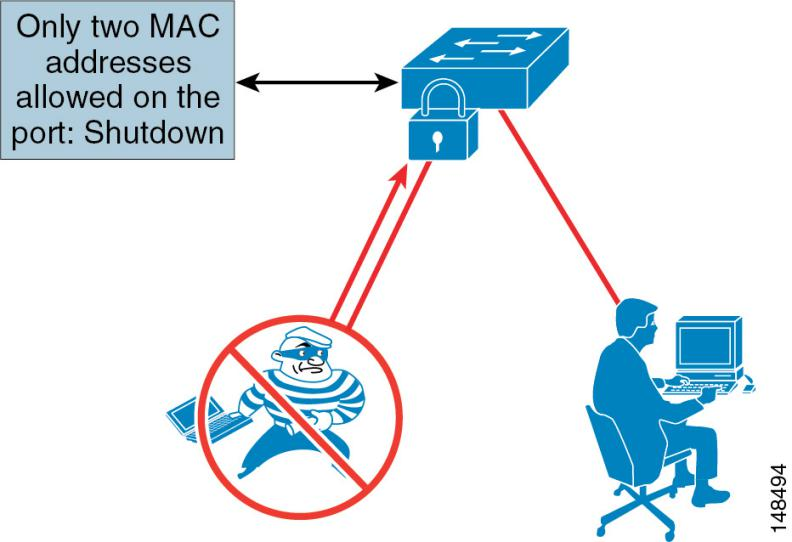 Only two MAC
addresses
allowed on the
port: Shutdown
148494